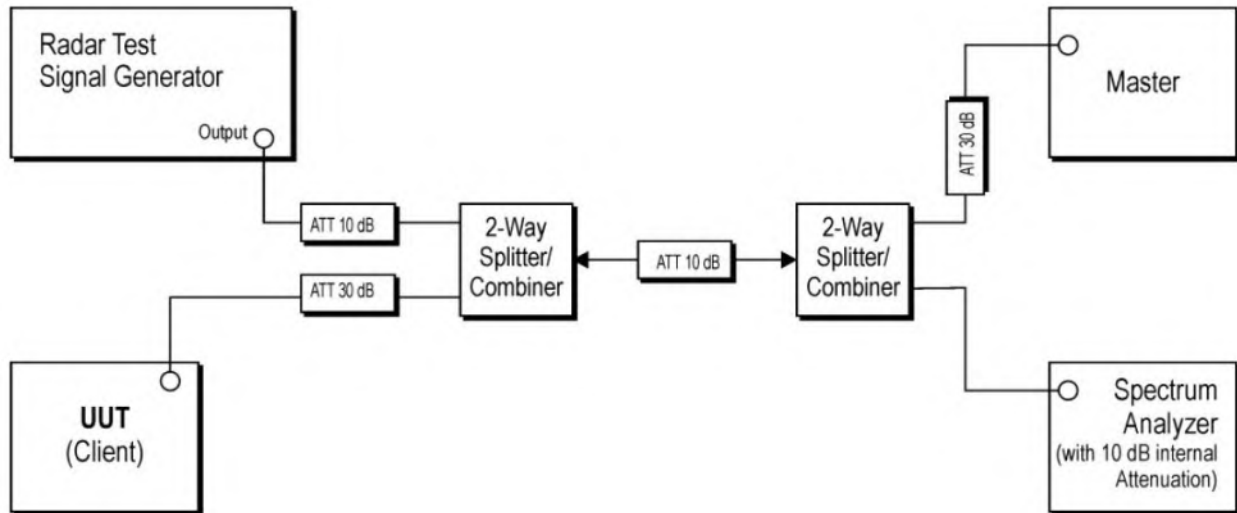 Radar Test
Signal Generator
Output
ATT 10 dB
2-Way
Splitter/
Combiner
ATT 30 dB
UUT
(Client)
ATT 10 dB
2-Way
Splitter/
Combiner
ATT 30 dB
Master
Spectrum
Analyzer
(with 10 dB internal
Attenuation)